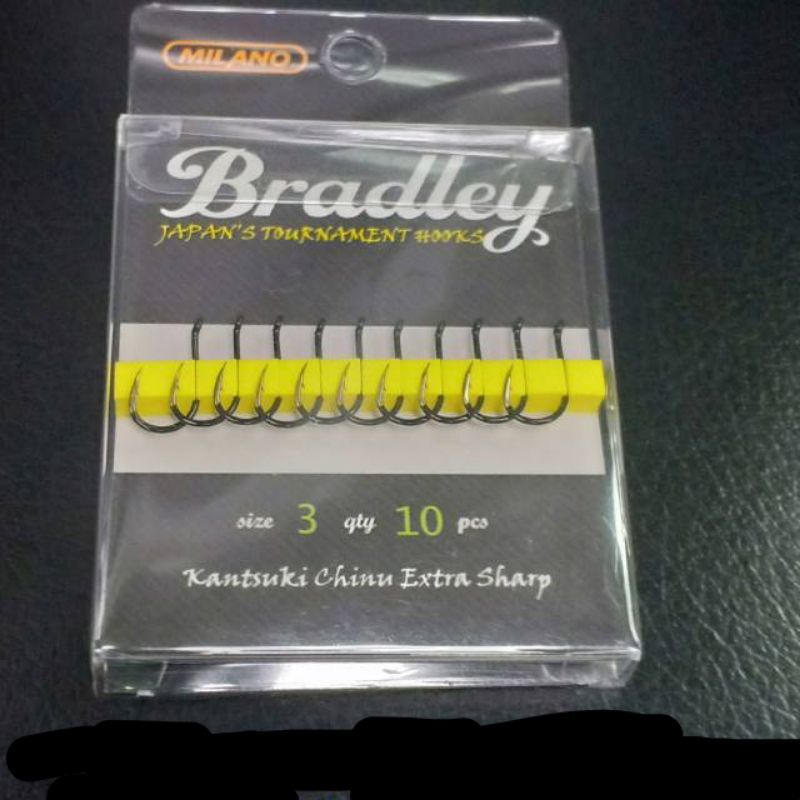 MILANO
Bradley
JAPAN'S TOURNAMENT HOOKS
size 3 qty 10 pcs
Kantsuki Chinu Extra Sharp